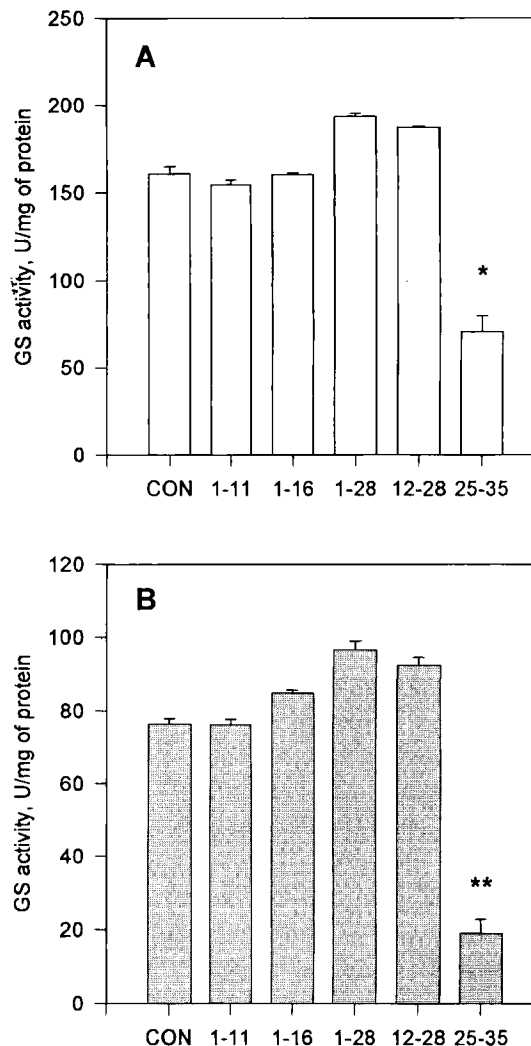 A
250
200
150
100
50
0
GS activity, U/mg of protein
*
CON 1-11 1-16 1-28 12-28 25-35
B
120
100
80
60
40
20
0
GS activity, U/mg of protein
**
CON 1-11 1-16 1-28 12-28 25-35